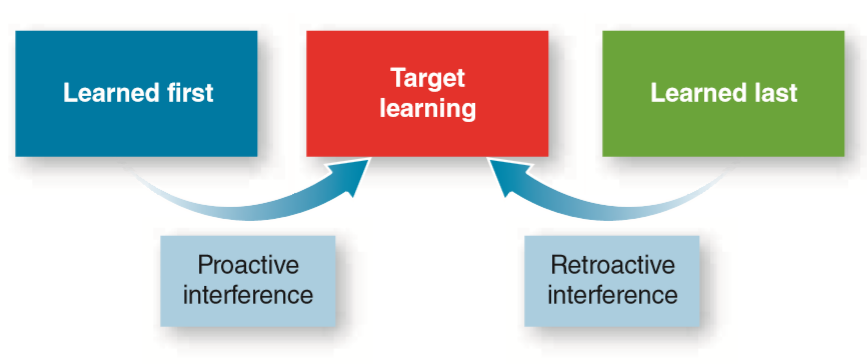 Learned first
Target
learning
Learned last
Proactive
interference
Retroactive
interference